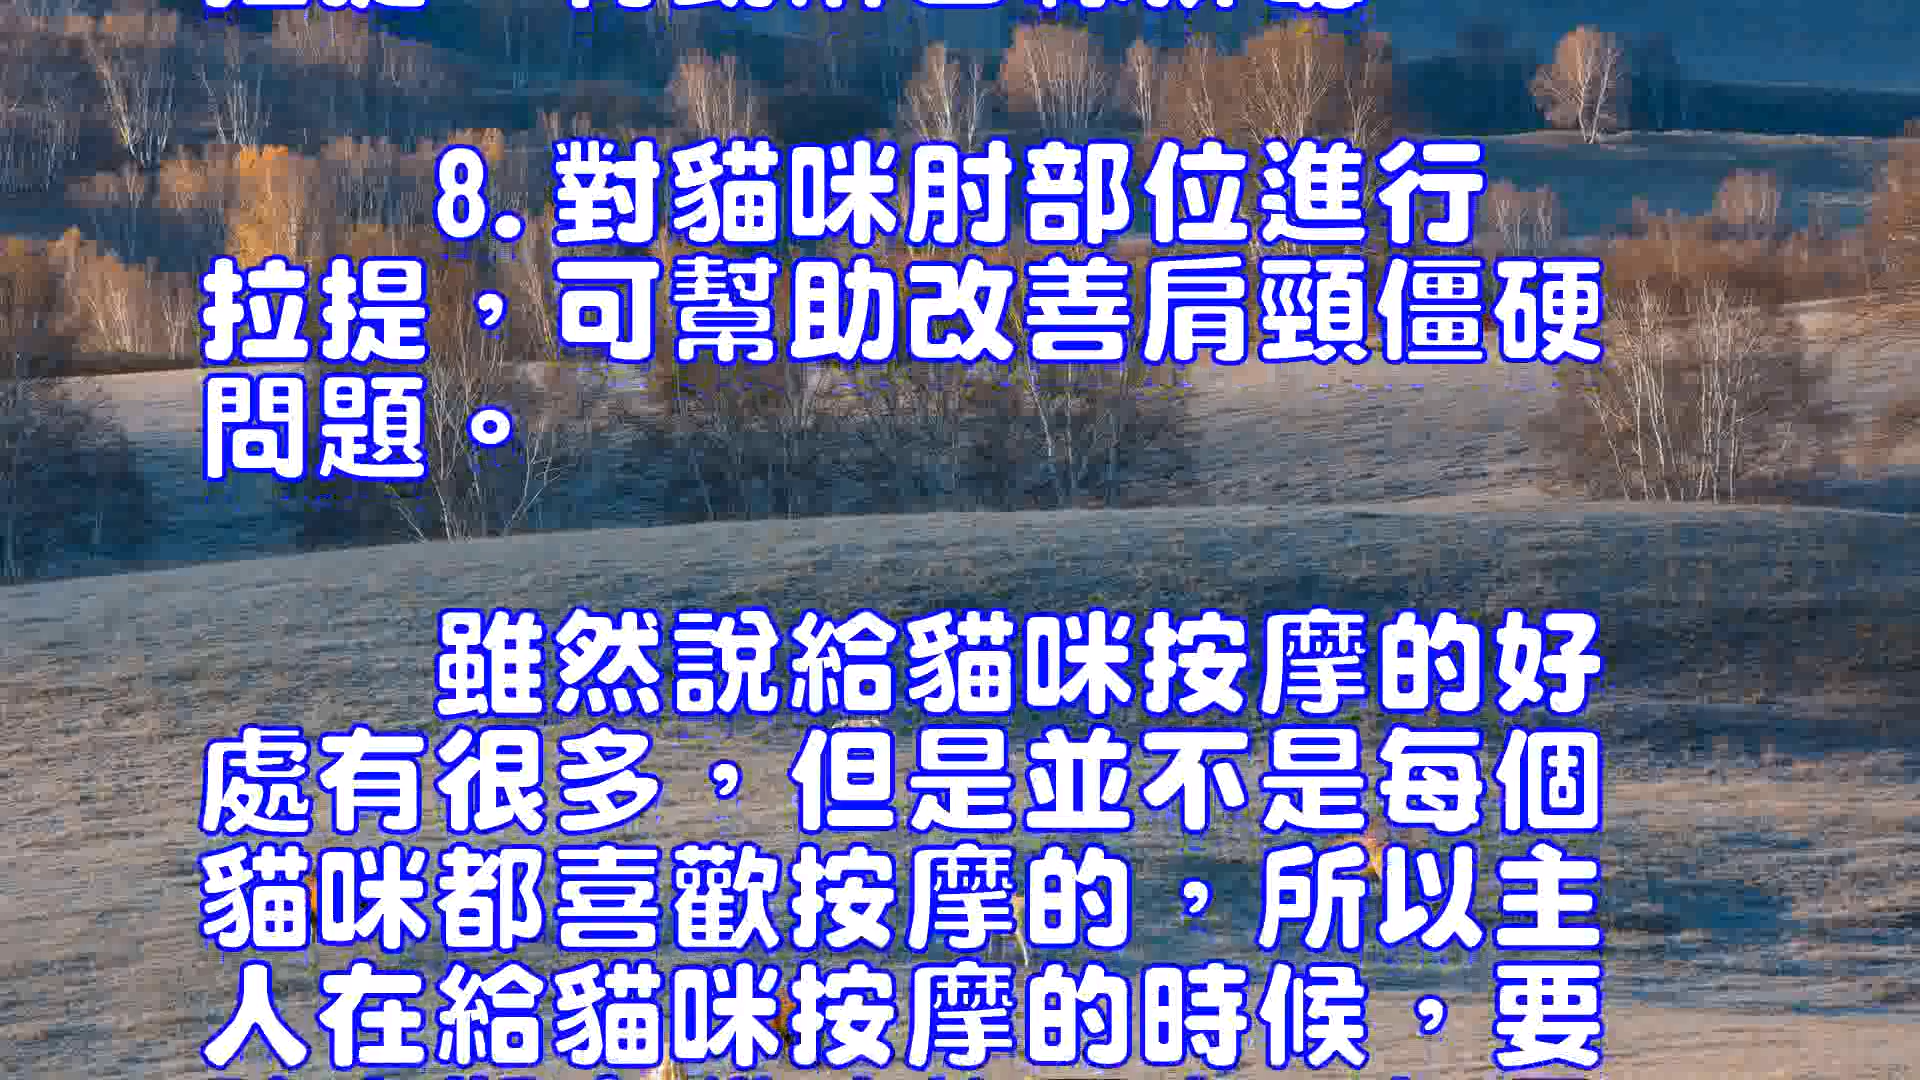 8.對貓咪肘部位進行
拉提，可幫助改善肩頸僵硬
問題。
雖然說給貓咪按摩的好
處有很多，但是並不是每個
貓咪都喜歡按摩的，所以主
人在給貓咪按摩的時候，要